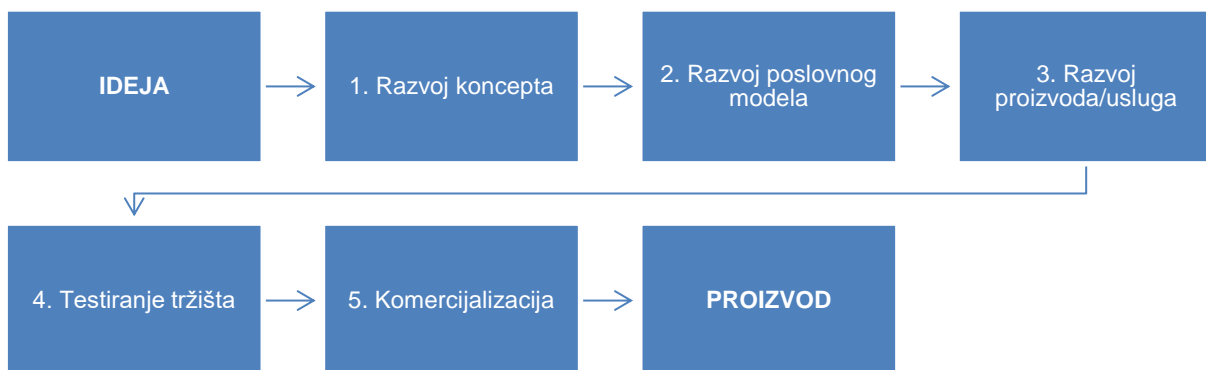 IDEJA
1. Razvoj koncepta
2. Razvoj poslovnog
modela
3. Razvoj
proizvoda/usluga
4. Testiranje tržišta
5. Komercijalizacija
PROIZVOD